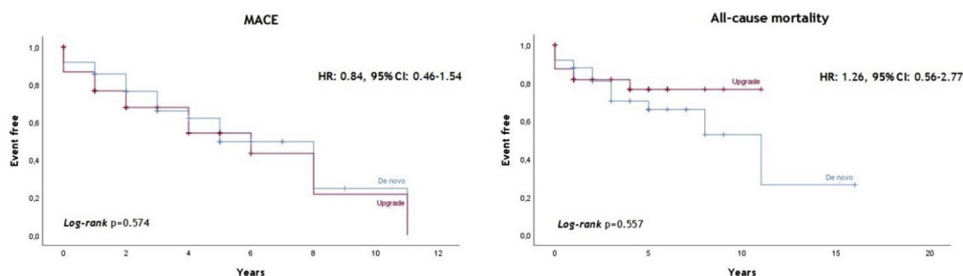 MACE
1,0
0,8
0,6
0,4
0,2
0,0
Event free
HR: 0.84, 95% CI: 0.46-1.54
De novo
Upgrade
Log-rank p=0.574
0 2 4 6 8 10 12
Years
All-cause mortality
1,0
0,8
0,6
0,4
0,2
0,0
Event free
HR: 1.26, 95% CI: 0.56-2.77
Upgrade
De novo
Log-rank p=0.557
0 5 10 15 20
Years